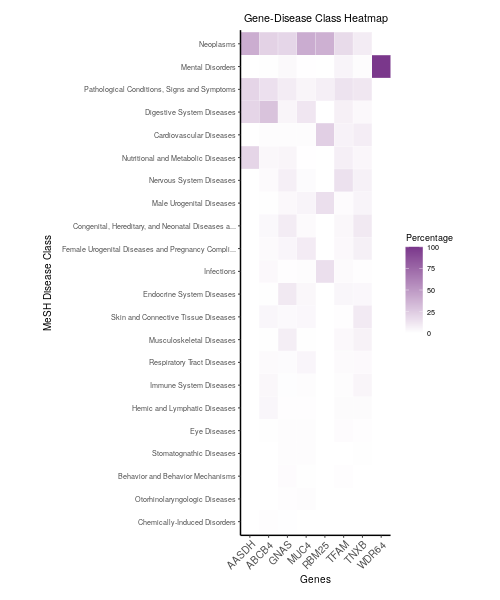 Gene-Disease Class Heatmap
Neoplasms
Mental Disorders
Pathological Conditions, Signs and Symptoms
Digestive System Diseases
Cardiovascular Diseases
Nutritional and Metabolic Diseases
Nervous System Diseases
Male Urogenital Diseases
Congenital, Hereditary, and Neonatal Diseases a...
Female Urogenital Diseases and Pregnancy Compli...
Infections
Endocrine System Diseases
Skin and Connective Tissue Diseases
Musculoskeletal Diseases
Respiratory Tract Diseases
Immune System Diseases
Hemic and Lymphatic Diseases
Eye Diseases
Stomatognathic Diseases
Behavior and Behavior Mechanisms
Otorhinolaryngologic Diseases
Chemically-Induced Disorders
MeSH Disease Class
AASDH
ABCB4
GNAS
MUC4
RBM25
TFAM
TNXB
WDR64
Genes
Percentage
100
75
50
25
0